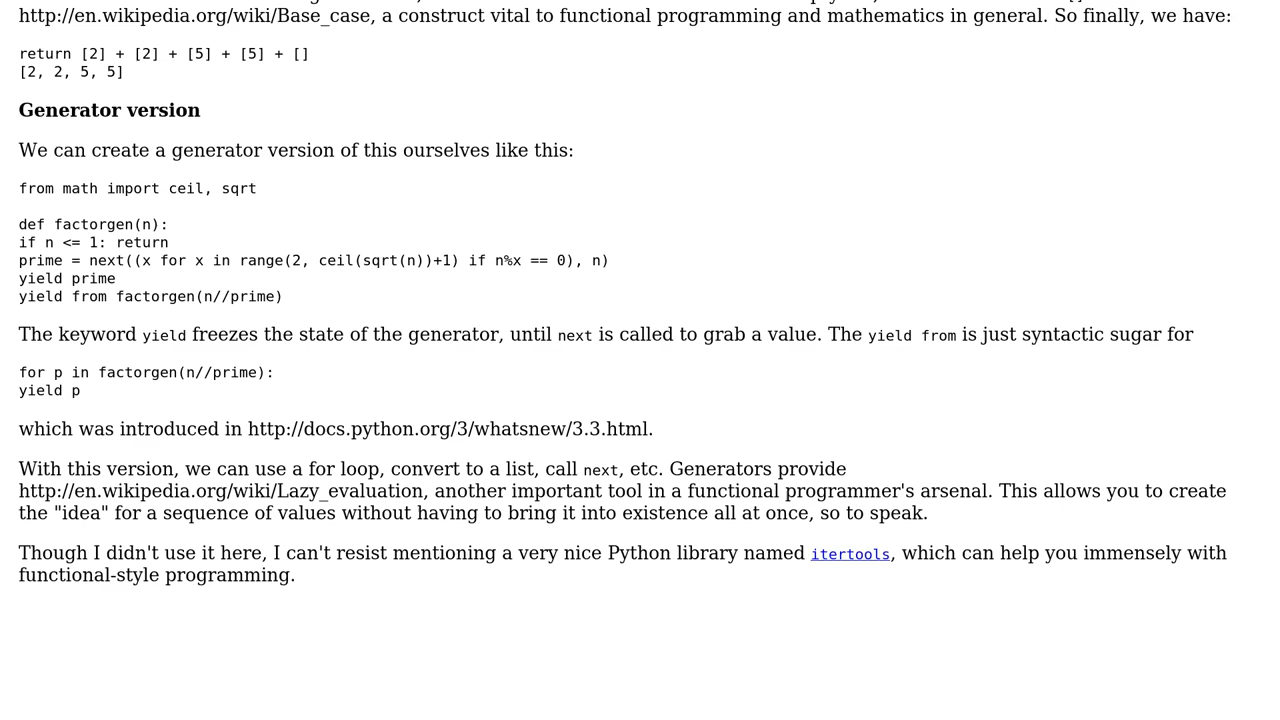 http://en.wikipedia.org/wiki/Base_case, a construct vital to functional programming and mathematics in general. So finally, we have:
return [2] + [2] + [5] + [5] + []
[2, 2, 5, 5]
Generator version
We can create a generator version of this ourselves like this:
from math import ceil, sqrt
def factorgen(n):
if n <= 1: return
prime = next((x for x in range(2, ceil(sqrt(n))+1) if n%x == 0), n)
yield prime
yield from factorgen(n//prime)
The keyword yield freezes the state of the generator, until next is called to grab a value. The yield from is just syntactic sugar for
for p in factorgen(n//prime):
yield p
which was introduced in http://docs.python.org/3/whatsnew/3.3.html.
With this version, we can use a for loop, convert to a list, call next, etc. Generators provide
http://en.wikipedia.org/wiki/Lazy_evaluation, another important tool in a functional programmer's arsenal. This allows you to create
the "idea" for a sequence of values without having to bring it into existence all at once, so to speak.
Though I didn't use it here, I can't resist mentioning a very nice Python library named itertools, which can help you immensely with
functional-style programming.